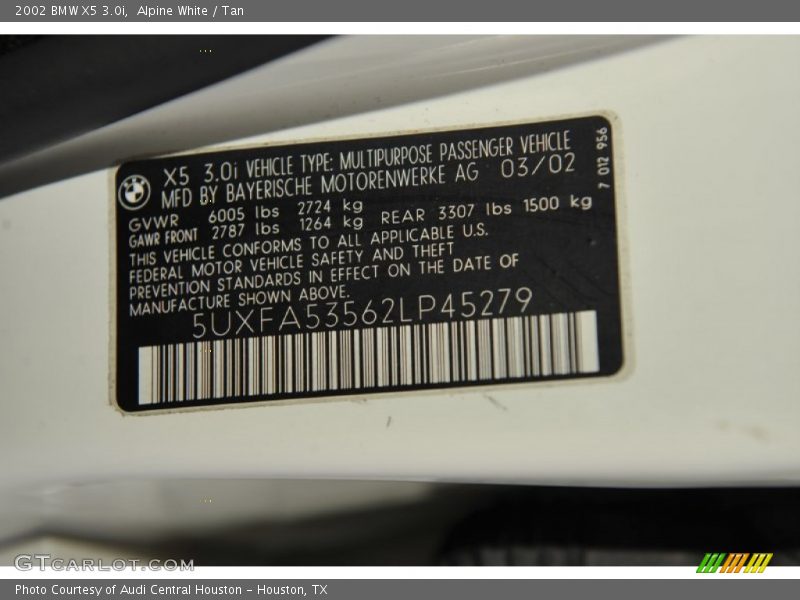 2002 BMW X5 3.0i, Alpine White / Tan
X5 3.0i VEHICLE TYPE: MULTIPURPOSE PASSENGER VEHICLE
MFD BY BAYERISCHE MOTORENWERKE AG 03/02
GVWR 6005 lbs 2724 kg
GAWR FRONT 2787 lbs 1264 kg REAR 3307 lbs 1500 kg
THIS VEHICLE CONFORMS TO ALL APPLICABLE U.S.
FEDERAL MOTOR VEHICLE SAFETY AND THEFT
PREVENTION STANDARDS IN EFFECT ON THE DATE OF
MANUFACTURE SHOWN ABOVE.
5UXFA53562LP45279
7 012 956
GTCARLOT.COM
Photo Courtesy of Audi Central Houston - Houston, TX